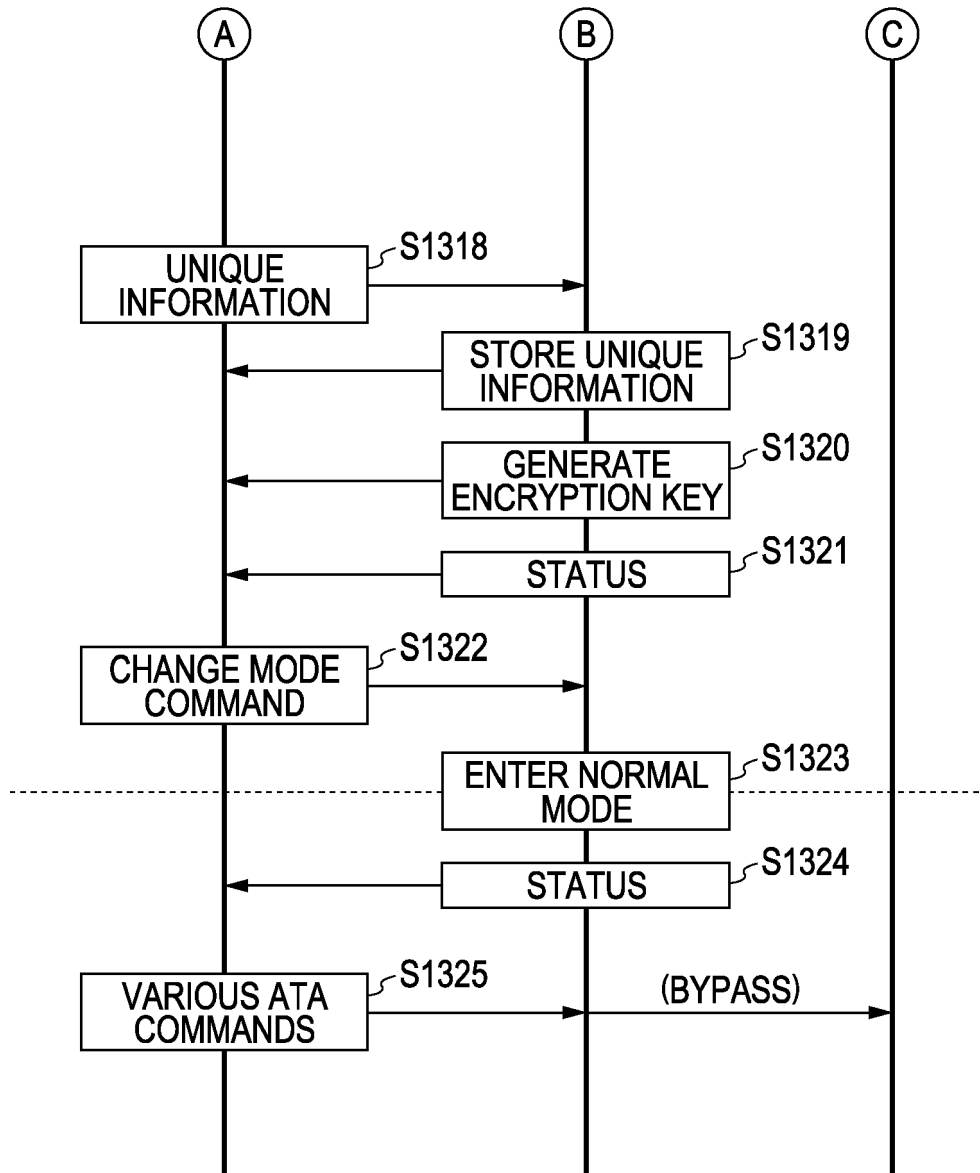 A
B
C
S1318
UNIQUE
INFORMATION
S1319
STORE UNIQUE
INFORMATION
S1320
GENERATE
ENCRYPTION KEY
S1321
STATUS
S1322
CHANGE MODE
COMMAND
S1323
ENTER NORMAL
MODE
S1324
STATUS
S1325
VARIOUS ATA
COMMANDS
(BYPASS)